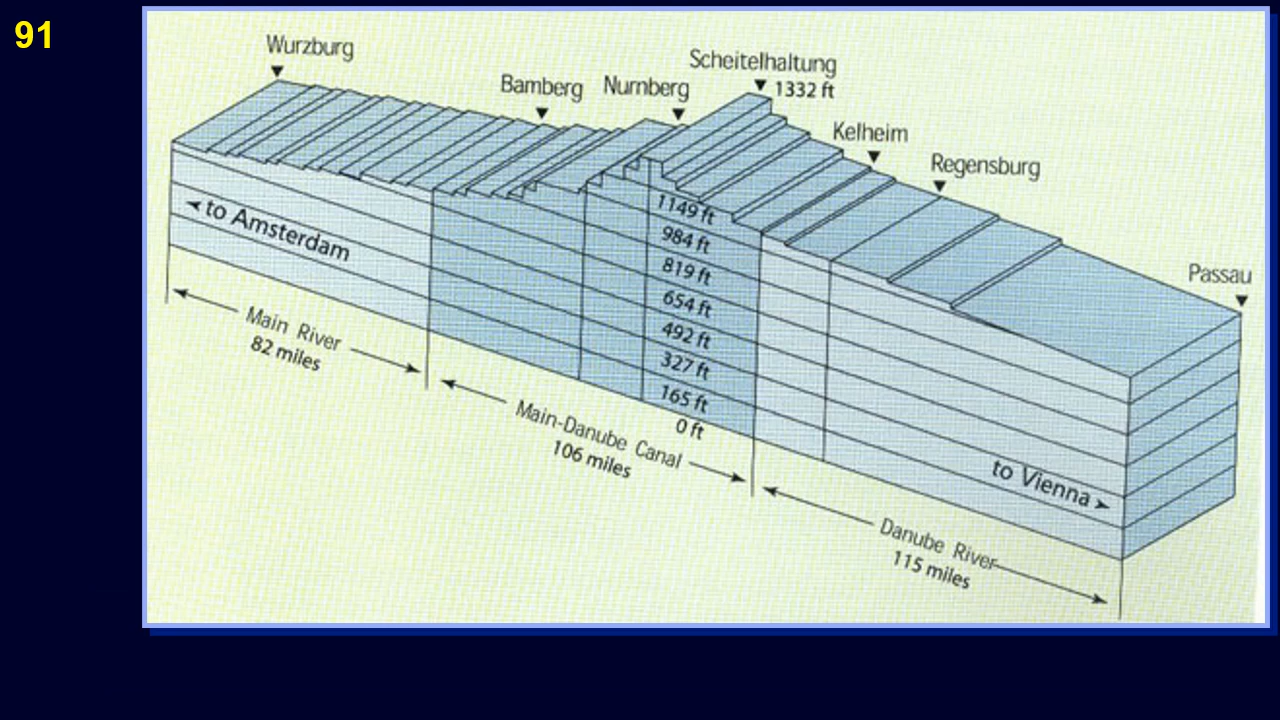 91
Wurzburg
Bamberg
Nurnberg
Scheitelhaltung
1332 ft
Kelheim
Regensburg
Passau
to Amsterdam
1149 ft
984 ft
819 ft
654 ft
492 ft
327 ft
165 ft
0 ft
Main River
82 miles
Main-Danube Canal
106 miles
to Vienna
Danube River
115 miles